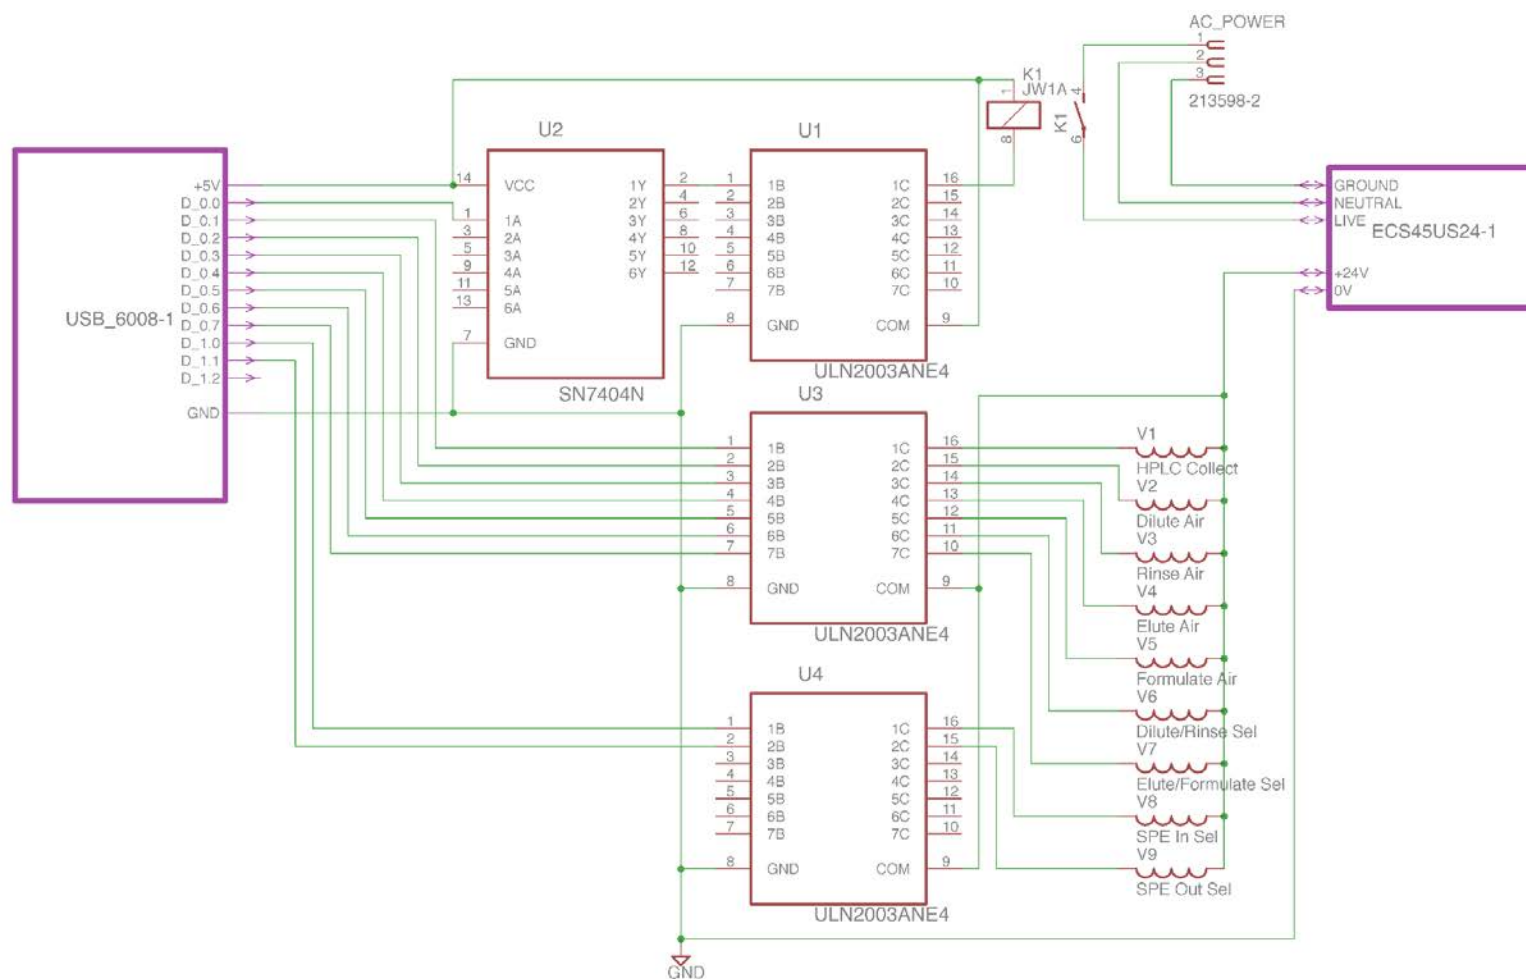 AC_POWER
1
2
3
213598-2
K1
JW1A
1
8
K1
4
6
USB_6008-1
+5V
D_0.0
D_0.1
D_0.2
D_0.3
D_0.4
D_0.5
D_0.6
D_0.7
D_1.0
D_1.1
D_1.2
GND
U2
14 VCC 1Y 2
2Y 4
1 1A 3Y 6
3 2A 4Y 8
5 3A 5Y 10
9 4A 6Y 12
11 5A
13 6A
7 GND
SN7404N
U1
1 1B 1C 16
2 2B 2C 15
3 3B 3C 14
4 4B 4C 13
5 5B 5C 12
6 6B 6C 11
7 7B 7C 10
8 GND COM 9
ULN2003ANE4
GROUND
NEUTRAL
LIVE
ECS45US24-1
+24V
0V
U3
1 1B 1C 16
2 2B 2C 15
3 3B 3C 14
4 4B 4C 13
5 5B 5C 12
6 6B 6C 11
7 7B 7C 10
8 GND COM 9
ULN2003ANE4
U4
1 1B 1C 16
2 2B 2C 15
3 3B 3C 14
4 4B 4C 13
5 5B 5C 12
6 6B 6C 11
7 7B 7C 10
8 GND COM 9
ULN2003ANE4
V1
HPLC Collect
V2
Dilute Air
V3
Rinse Air
V4
Elute Air
V5
Formulate Air
V6
Dilute/Rinse Sel
V7
Elute/Formulate Sel
V8
SPE In Sel
V9
SPE Out Sel
GND